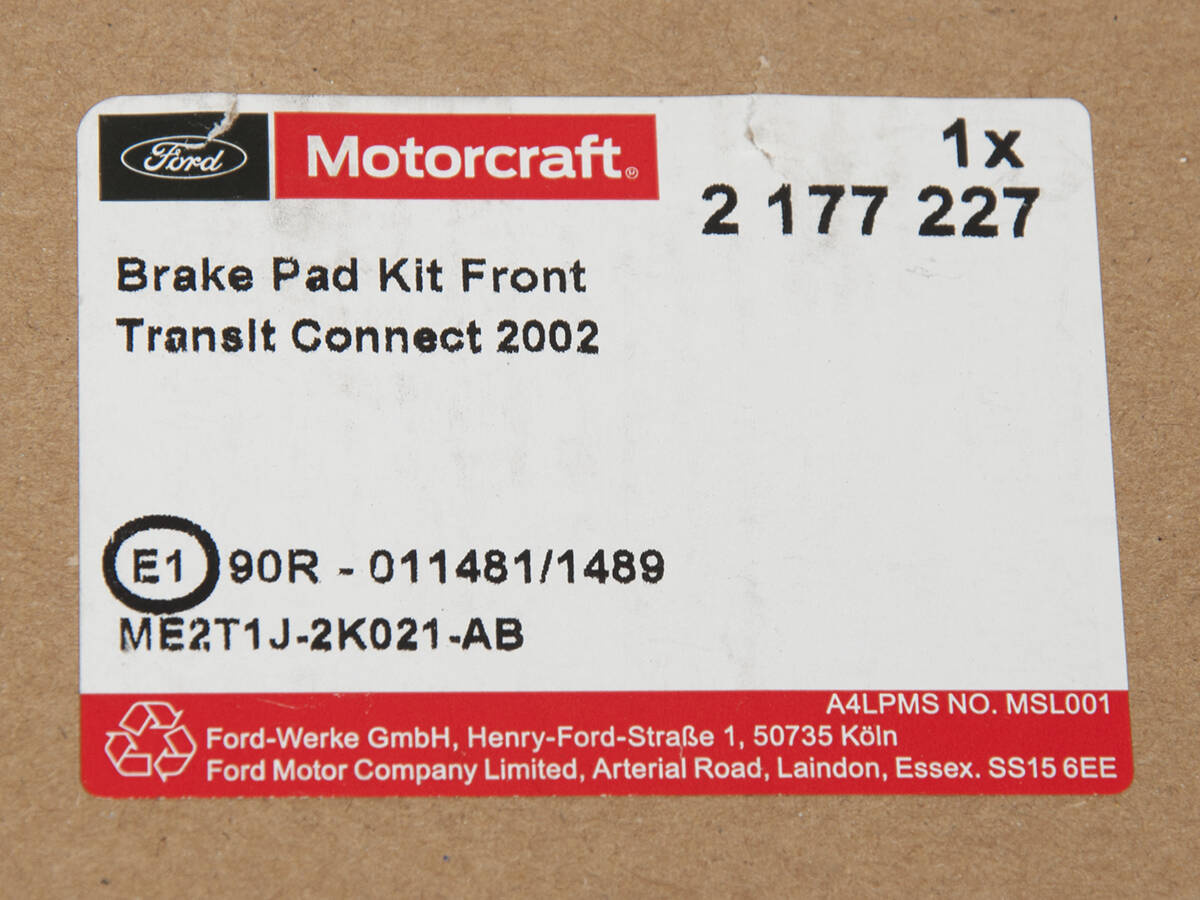 Ford Motorcraft®
1x
2 177 227
Brake Pad Kit Front
Transit Connect 2002
E1 90R - 011481/1489
ME2T1J-2K021-AB
A4LPMS NO. MSL001
Ford-Werke GmbH, Henry-Ford-Straße 1, 50735 Köln
Ford Motor Company Limited, Arterial Road, Laindon, Essex. SS15 6EE